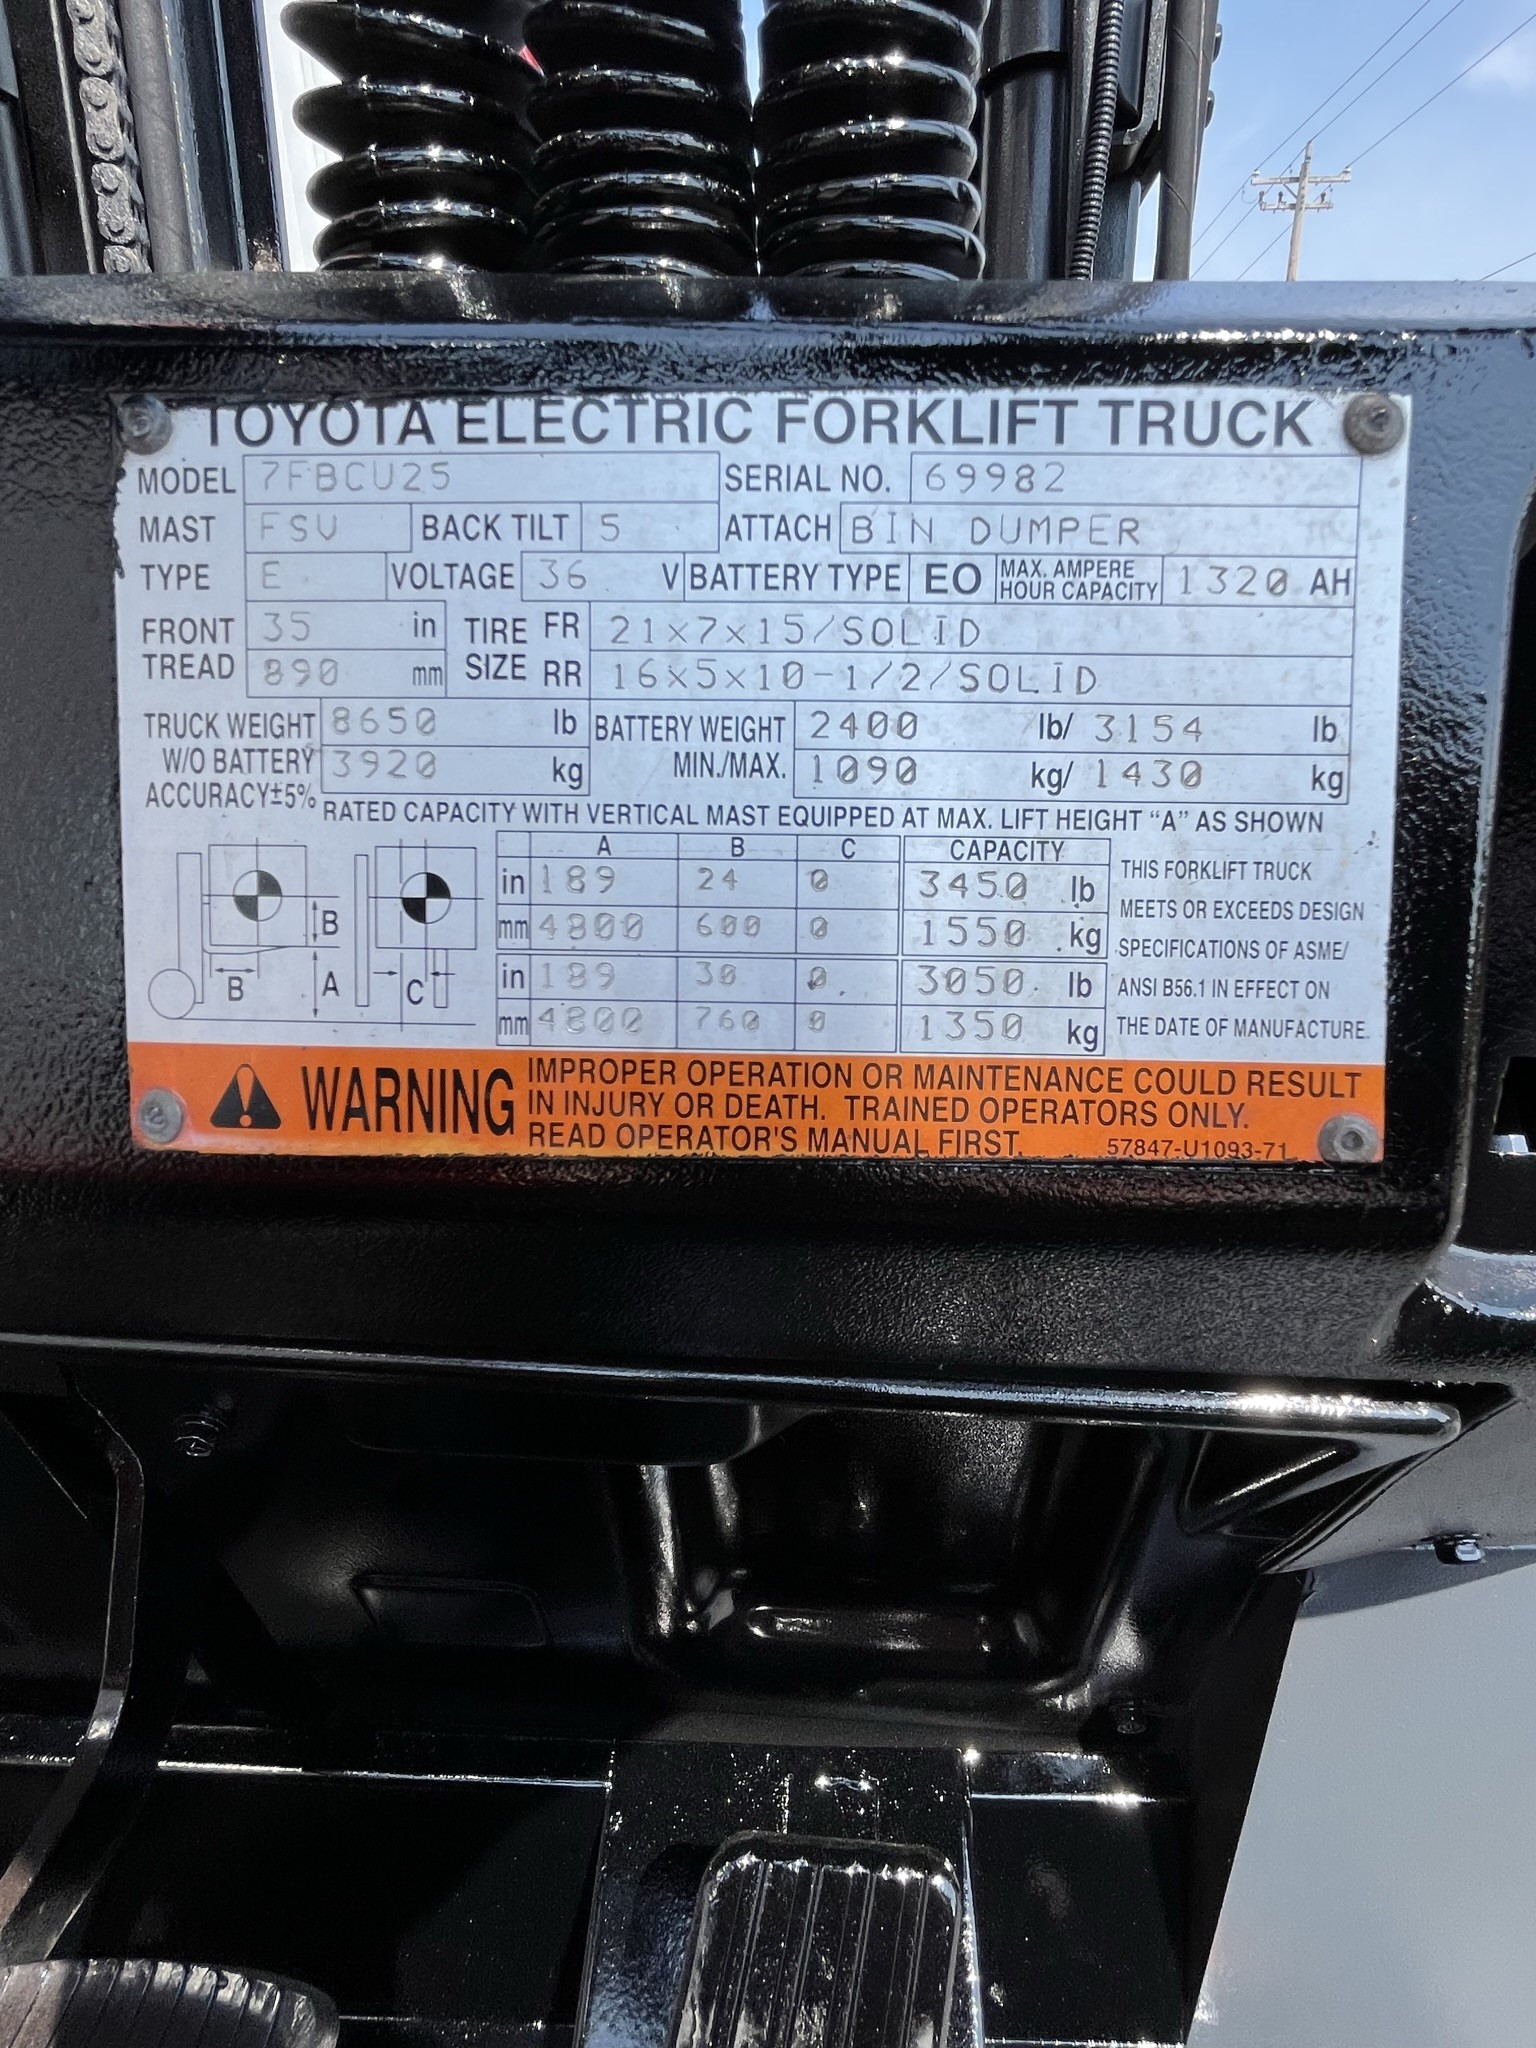 TOYOTA ELECTRIC FORKLIFT TRUCK
MODEL 7FBCU25 SERIAL NO. 69982
MAST FSV BACK TILT 5 ATTACH BIN DUMPER
TYPE E VOLTAGE 36 V BATTERY TYPE EO MAX. AMPERE HOUR CAPACITY 1320 AH
FRONT TREAD 35 in TIRE SIZE FR 21x7x15/SOLID
890 mm RR 16x5x10-1/2/SOLID
TRUCK WEIGHT 8650 lb BATTERY WEIGHT 2400 lb/ 3154 lb
W/O BATTERY 3920 kg MIN./MAX. 1090 kg/ 1430 kg
ACCURACY±5%
RATED CAPACITY WITH VERTICAL MAST EQUIPPED AT MAX. LIFT HEIGHT "A" AS SHOWN
A B C CAPACITY
in 189 24 0 3450 lb
mm 4800 600 0 1550 kg
in 189 30 0 3050 lb
mm 4800 760 0 1350 kg
B
B A C
THIS FORKLIFT TRUCK
MEETS OR EXCEEDS DESIGN
SPECIFICATIONS OF ASME/
ANSI B56.1 IN EFFECT ON
THE DATE OF MANUFACTURE.
WARNING
IMPROPER OPERATION OR MAINTENANCE COULD RESULT
IN INJURY OR DEATH. TRAINED OPERATORS ONLY.
READ OPERATOR'S MANUAL FIRST. 57847-U1093-71